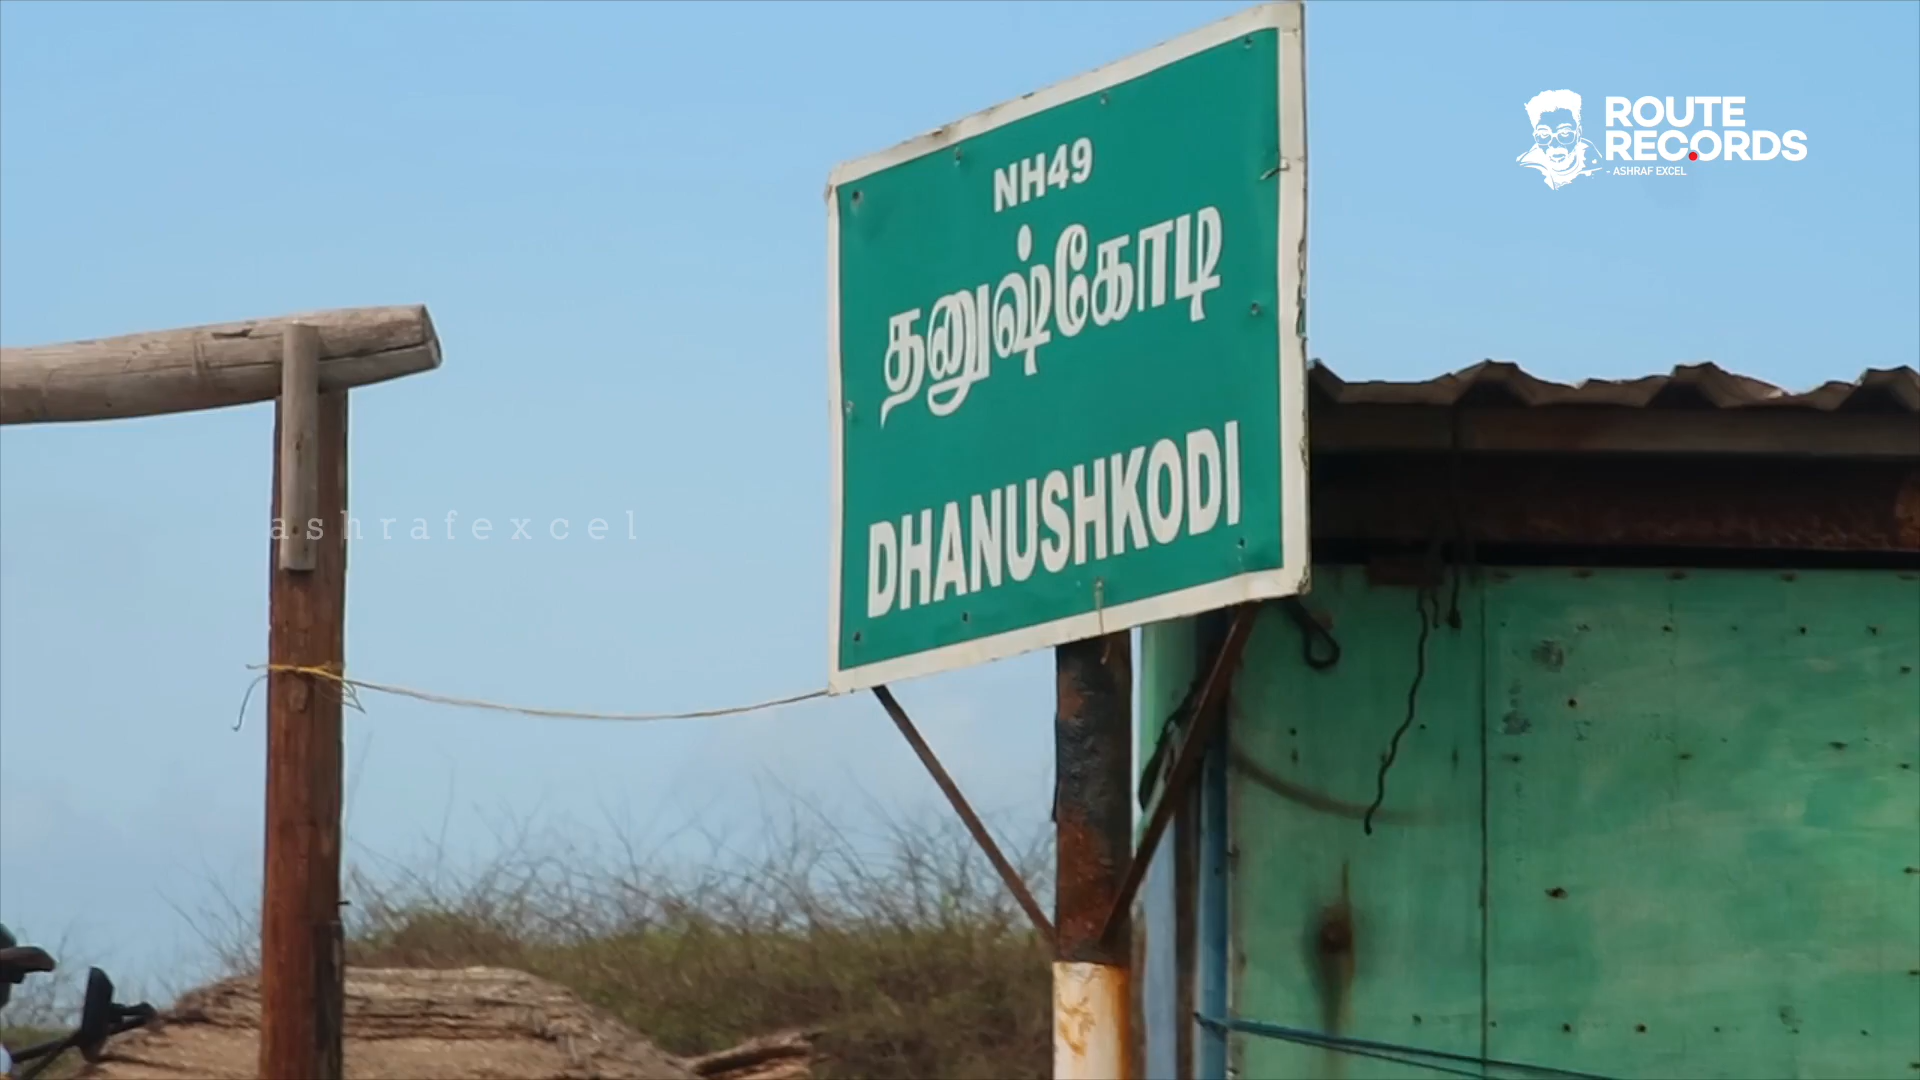 ROUTE
RECORDS
- ASHRAF EXCEL
NH49
தனுஷ்கோடி
DHANUSHKODI
ashrafexcel